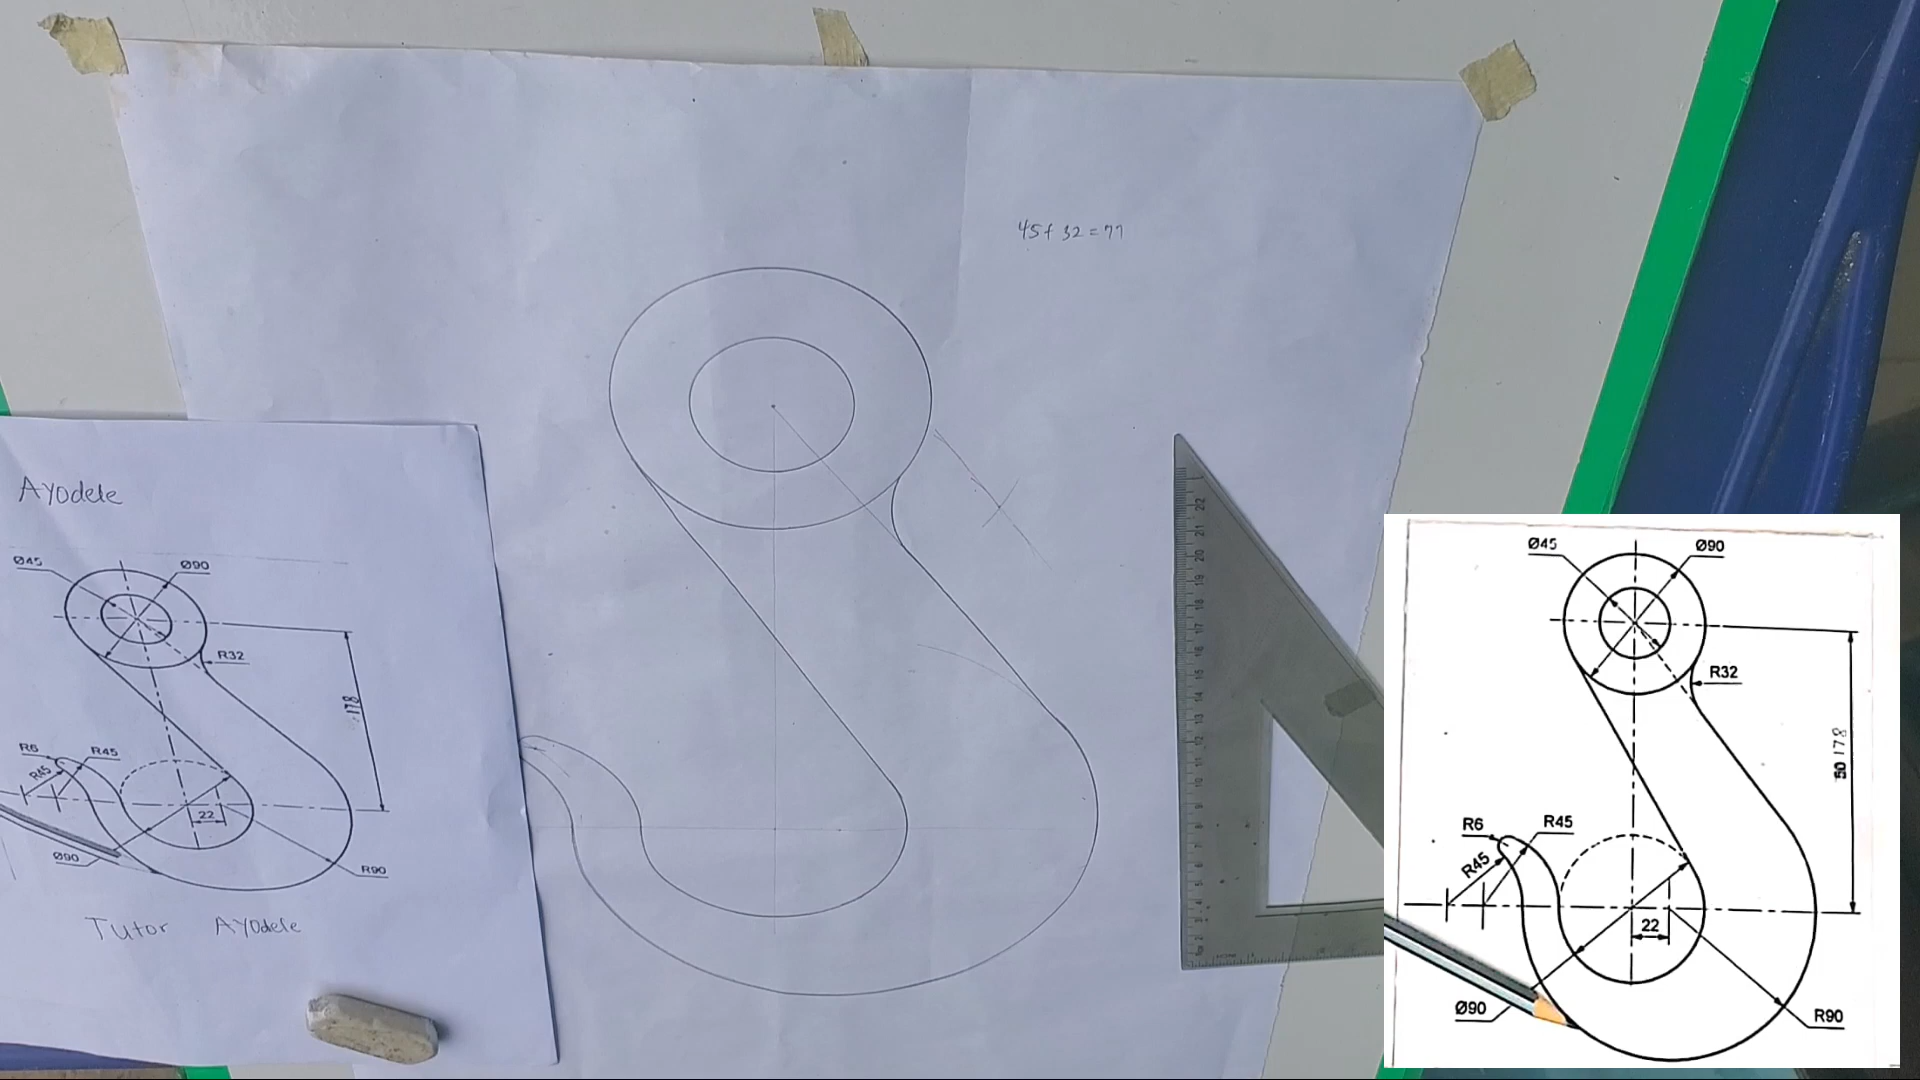 45+ 32 = 77
Ayodele
Ø45
Ø90
R32
178
R6
R45
R45
22
Ø90
R90
Tutor Ayodele
Ø45
Ø90
R32
178
R6
R45
R45
22
Ø90
R90